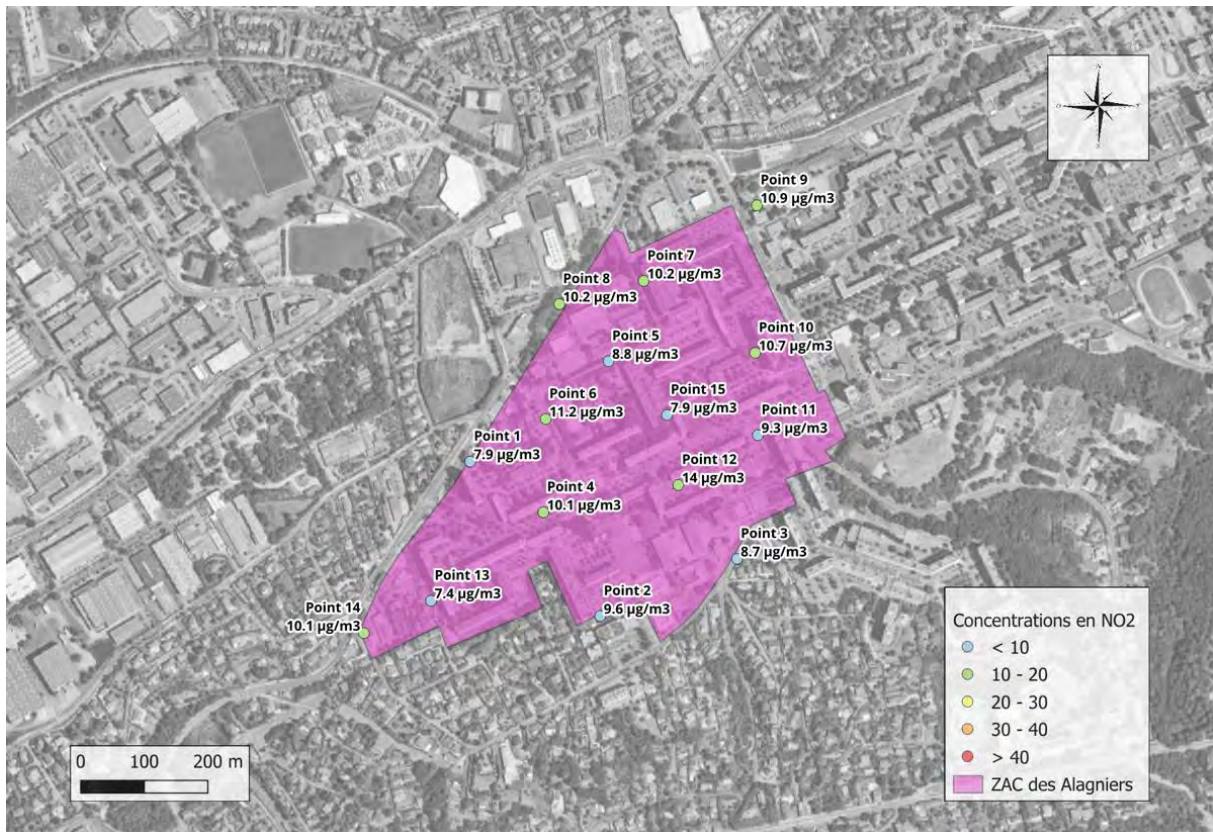 Point 9
10.9 µg/m3
Point 7
10.2 µg/m3
Point 8
10.2 µg/m3
Point 10
10.7 µg/m3
Point 5
8.8 µg/m3
Point 15
7.9 µg/m3
Point 6
11.2 µg/m3
Point 11
9.3 µg/m3
Point 1
7.9 µg/m3
Point 12
14 µg/m3
Point 4
10.1 µg/m3
Point 3
8.7 µg/m3
Point 13
7.4 µg/m3
Point 2
9.6 µg/m3
Point 14
10.1 µg/m3
Concentrations en NO2
< 10
10 - 20
20 - 30
30 - 40
> 40
ZAC des Alagniers
0 100 200 m